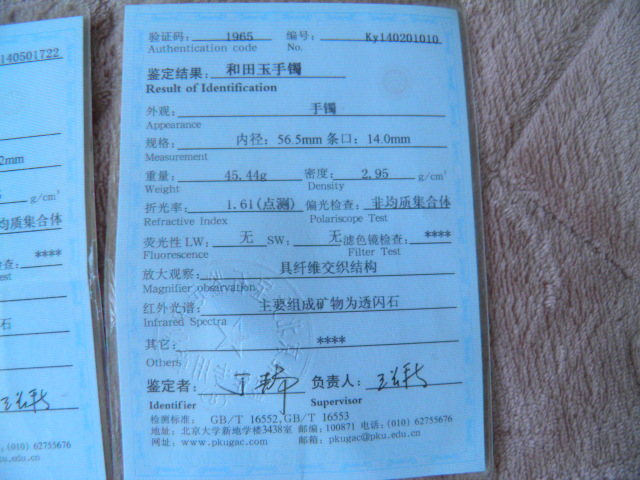 140501722
2mm
g/cm³
匀质集合体
****
石
: (010) 62755676
u.edu.cn
验证码: 1965 编号: Ky140201010
Authentication code No.
鉴定结果: 和田玉手镯
Result of Identification
外观: 手镯
Appearance
规格: 内径: 56.5mm 条口: 14.0mm
Measurement
重量: 45.44g 密度: 2.95 g/cm³
Weight Density
折光率: 1.61(点测) 偏光检查: 非均质集合体
Refractive Index Polariscope Test
荧光性 LW: 无 SW: 无 滤色镜检查: ****
Fluorescence Filter Test
放大观察: 具纤维交织结构
Magnifier obsarvation
红外光谱: 主要组成矿物为透闪石
Infrared Spectra
其它: ****
Others
鉴定者: 负责人:
Identifier Supervisor
检测标准: GB/T 16552,GB/T 16553
地址: 北京大学新地学楼3438室 邮编: 100871 电话: (010) 62755676
网址: www.pkugac.com 邮箱: pkugac@pku.edu.cn